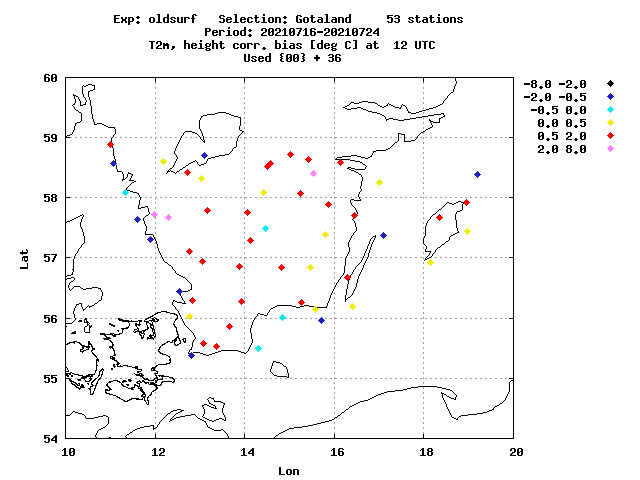 Exp: oldsurf   Selection: Gotaland     53 stations
Period: 20210716-20210724
T2m, height corr. bias [deg C] at  12 UTC
Used {00} + 36
60
-8.0 -2.0
-2.0 -0.5
-0.5 0.0
0.0 0.5
0.5 2.0
2.0 8.0
59
58
57
Lat
56
55
54
10 12 14 16 18 20
Lon